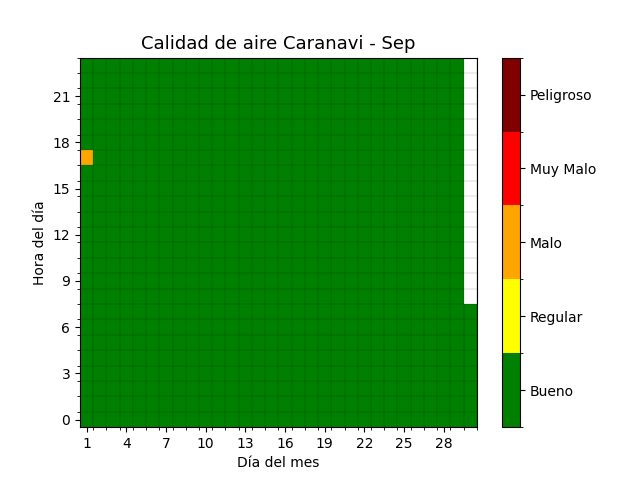 Calidad de aire Caranavi - Sep
Hora del día
21
18
15
12
9
6
3
0
1 4 7 10 13 16 19 22 25 28
Día del mes
Peligroso
Muy Malo
Malo
Regular
Bueno